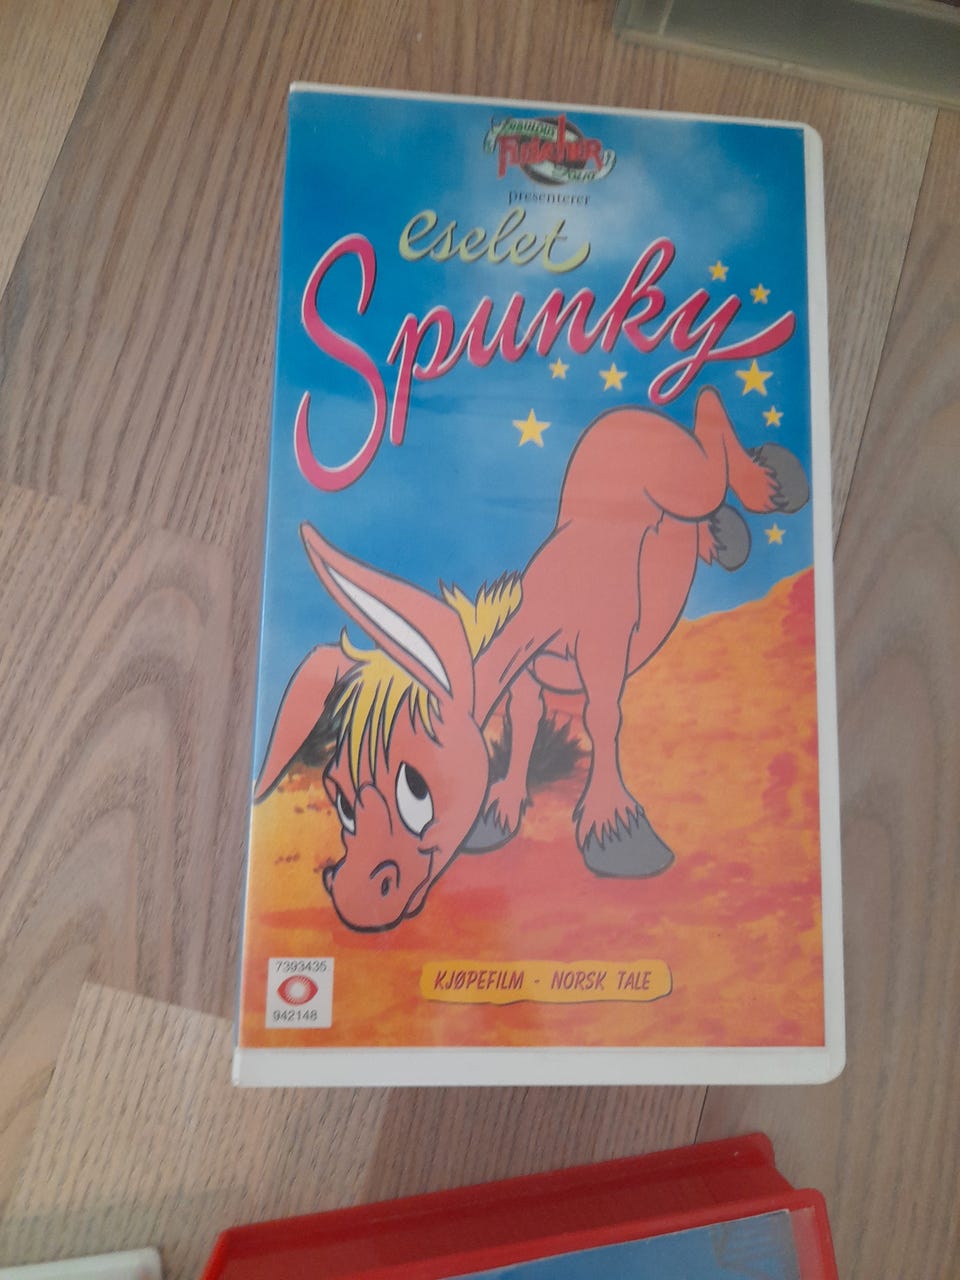 presenterer
eselet
Spunky
7393435
942148
KJØPEFILM - NORSK TALE